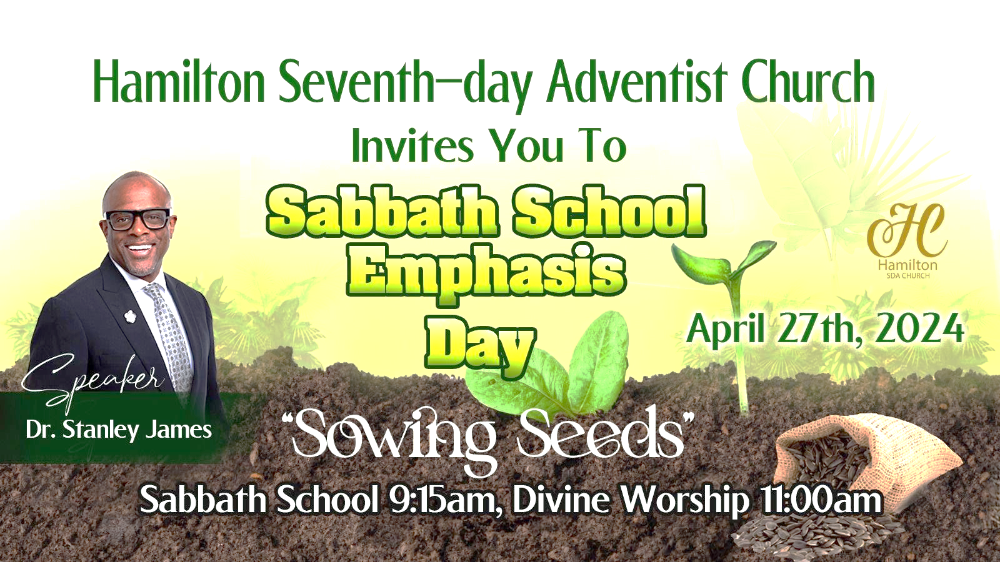 Hamilton Seventh-day Adventist Church
Invites You To
Sabbath School
Emphasis
Day
H
Hamilton
SDA CHURCH
April 27th, 2024
Speaker
Dr. Stanley James
"Sowing Seeds"
Sabbath School 9:15am, Divine Worship 11:00am